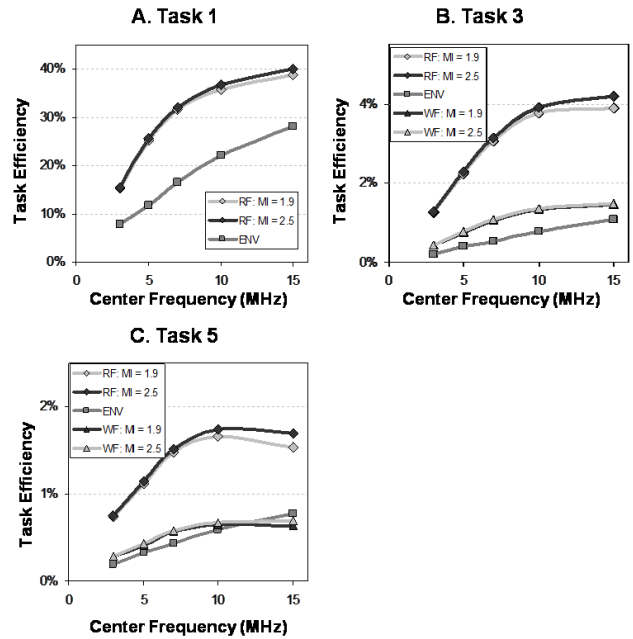 A. Task 1
40%
30%
20%
10%
0%
Task Efficiency
0
5
10
15
Center Frequency (MHz)
RF: MI = 1.9
RF: MI = 2.5
ENV
B. Task 3
RF: MI = 1.9
RF: MI = 2.5
ENV
WF: MI = 1.9
WF: MI = 2.5
4%
2%
0%
Task Efficiency
0
5
10
15
Center Frequency (MHz)
C. Task 5
RF: MI = 1.9
RF: MI = 2.5
ENV
WF: MI = 1.9
WF: MI = 2.5
2%
1%
0%
Task Efficiency
0
5
10
15
Center Frequency (MHz)